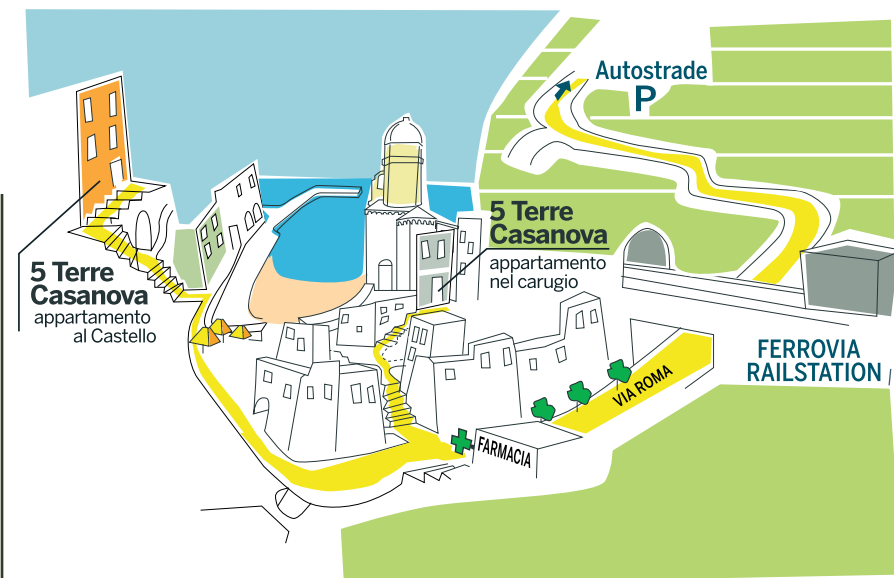 Autostrade
P
5 Terre
Casanova
appartamento
nel carugio
5 Terre
Casanova
appartamento
al Castello
FERROVIA
RAILSTATION
VIA ROMA
FARMACIA